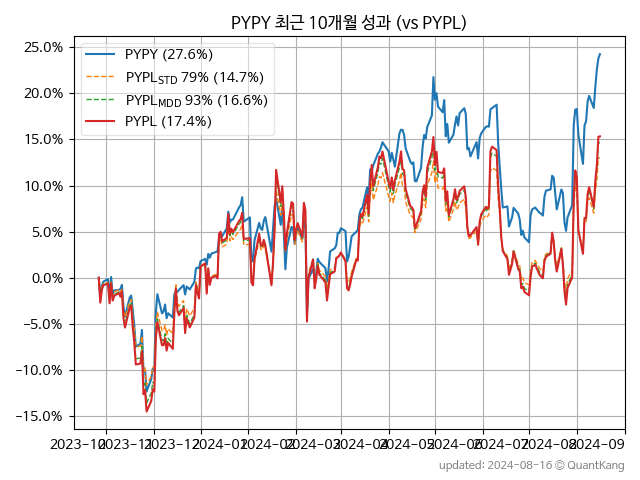 PYPY 최근 10개월 성과 (vs PYPL)
25.0%
20.0%
15.0%
10.0%
5.0%
0.0%
−5.0%
−10.0%
−15.0%
PYPY (27.6%)
PYPL_STD 79% (14.7%)
PYPL_MDD 93% (16.6%)
PYPL (17.4%)
2023−10 2023−11 2023−12 2024−01 2024−02 2024−03 2024−04 2024−05 2024−06 2024−07 2024−08 2024−09
updated: 2024-08-16 ⓒ QuantKang